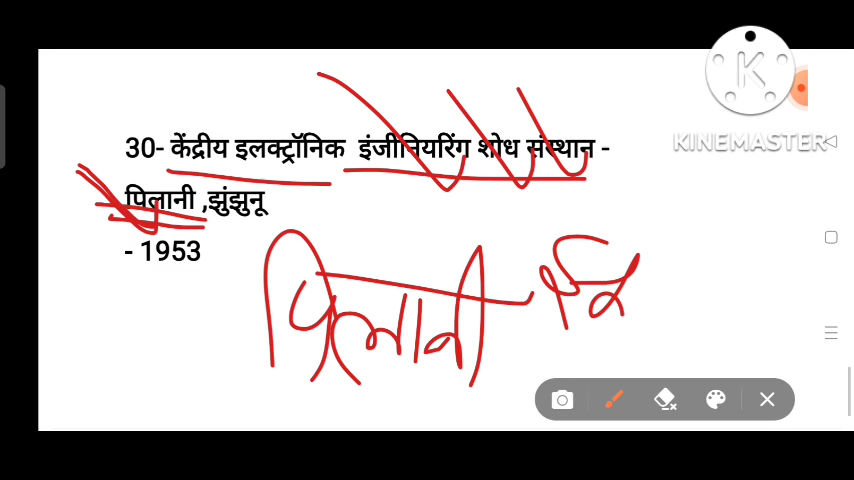 KINEMASTER
30- केंद्रीय इलक्ट्रॉनिक इंजीनियरिंग शोध संस्थान -
पिलानी ,झुंझुनू
- 1953
पिलानी